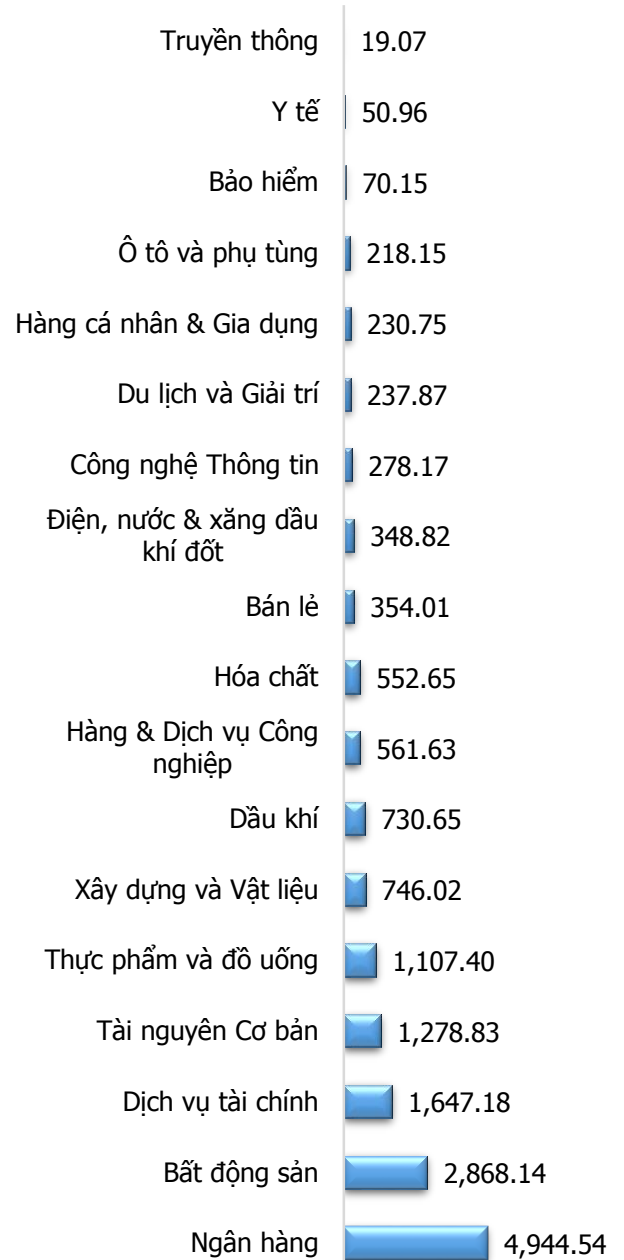 Truyền thông 19.07
Y tế 50.96
Bảo hiểm 70.15
Ô tô và phụ tùng 218.15
Hàng cá nhân & Gia dụng 230.75
Du lịch và Giải trí 237.87
Công nghệ Thông tin 278.17
Điện, nước & xăng dầu
khí đốt 348.82
Bán lẻ 354.01
Hóa chất 552.65
Hàng & Dịch vụ Công
nghiệp 561.63
Dầu khí 730.65
Xây dựng và Vật liệu 746.02
Thực phẩm và đồ uống 1,107.40
Tài nguyên Cơ bản 1,278.83
Dịch vụ tài chính 1,647.18
Bất động sản 2,868.14
Ngân hàng 4,944.54